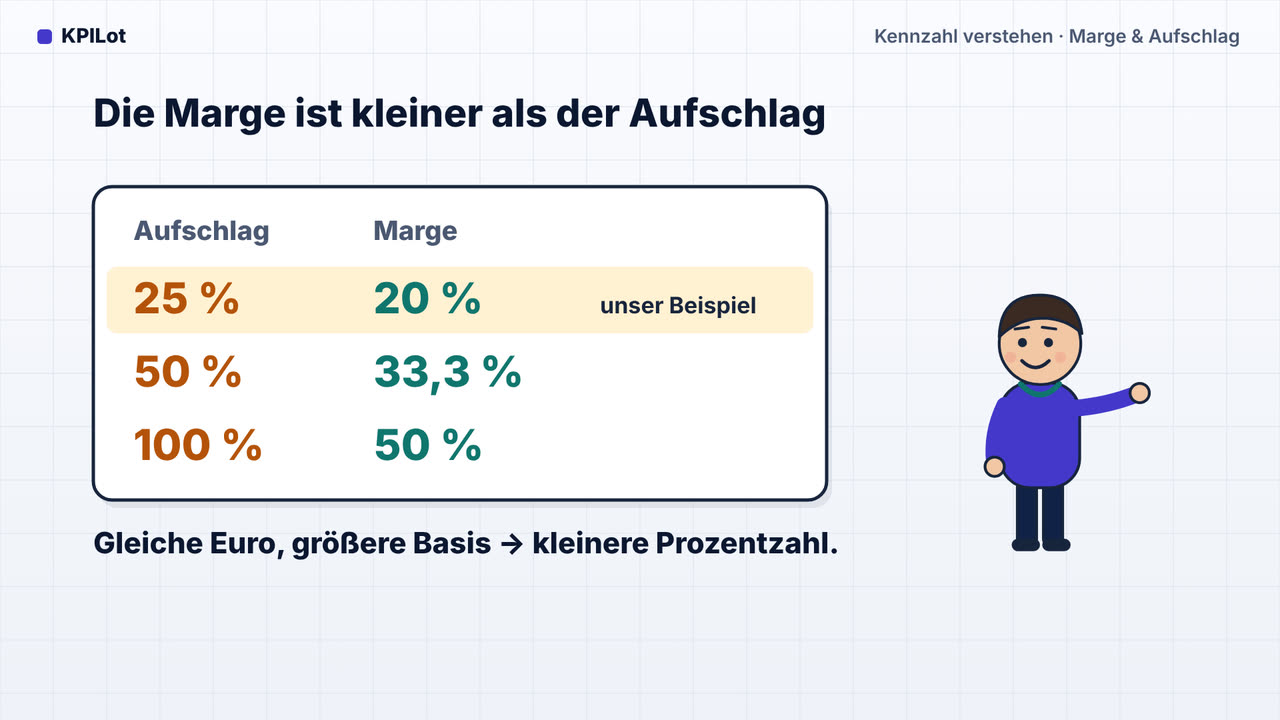 KPILot
Kennzahl verstehen · Marge & Aufschlag
Die Marge ist kleiner als der Aufschlag
Aufschlag Marge
25 % 20 % unser Beispiel
50 % 33,3 %
100 % 50 %
Gleiche Euro, größere Basis → kleinere Prozentzahl.